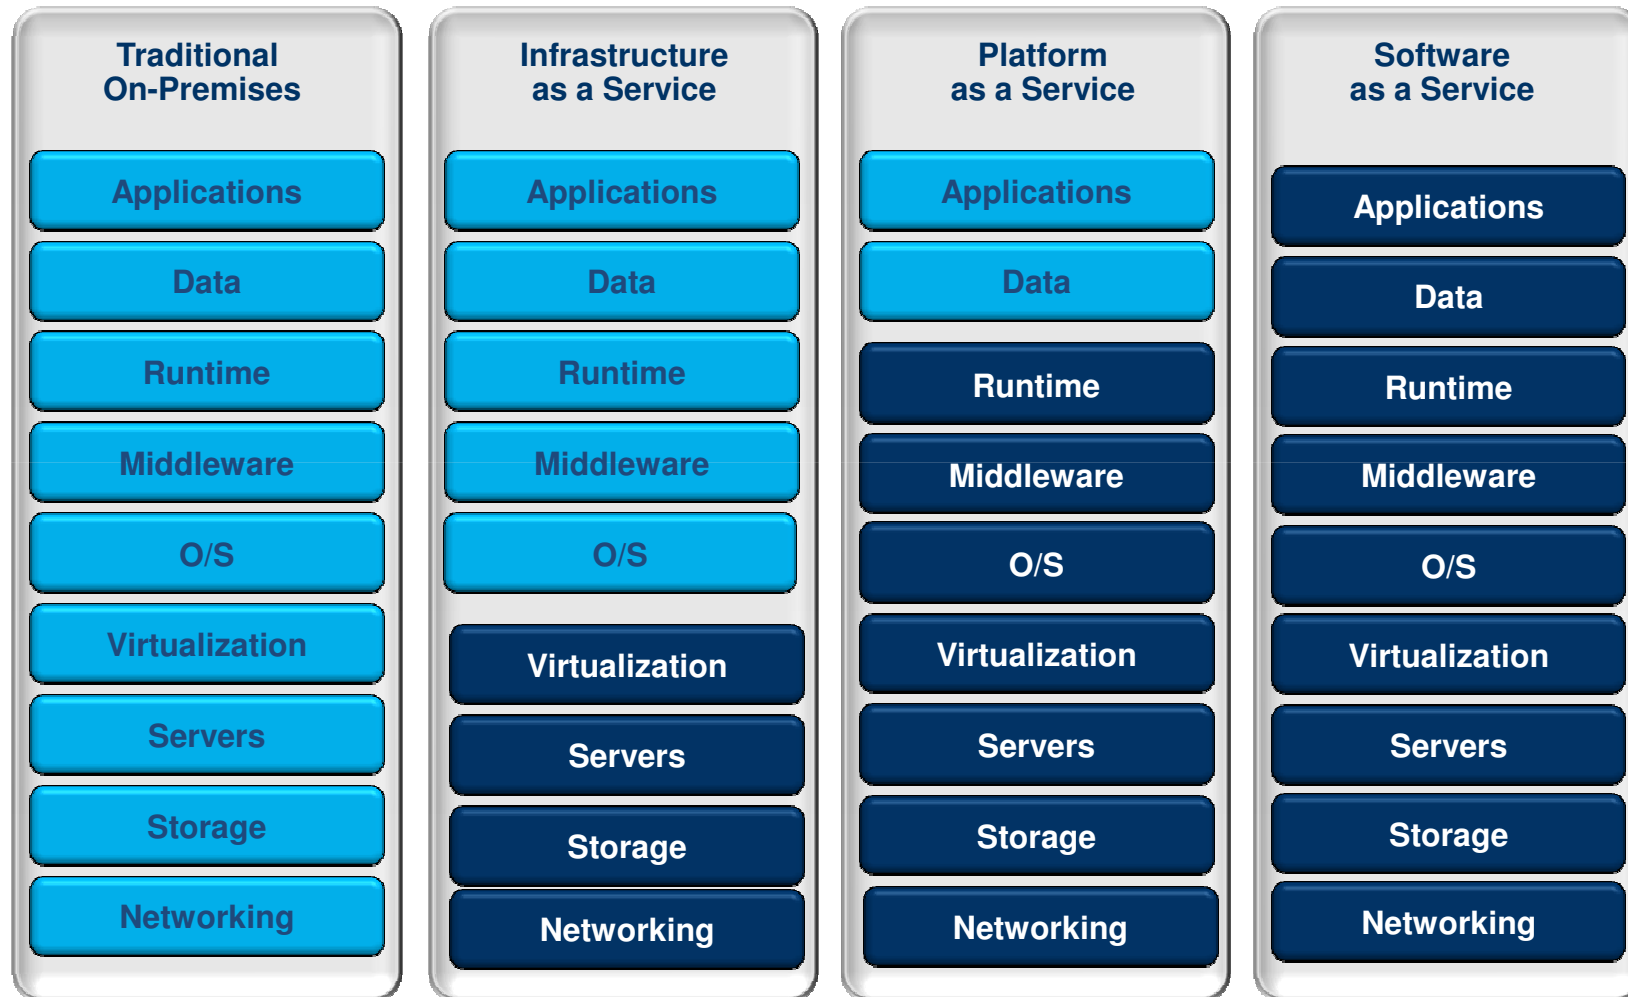 Traditional
On-Premises
Applications
Data
Runtime
Middleware
O/S
Virtualization
Servers
Storage
Networking
Infrastructure
as a Service
Applications
Data
Runtime
Middleware
O/S
Virtualization
Servers
Storage
Networking
Platform
as a Service
Applications
Data
Runtime
Middleware
O/S
Virtualization
Servers
Storage
Networking
Software
as a Service
Applications
Data
Runtime
Middleware
O/S
Virtualization
Servers
Storage
Networking